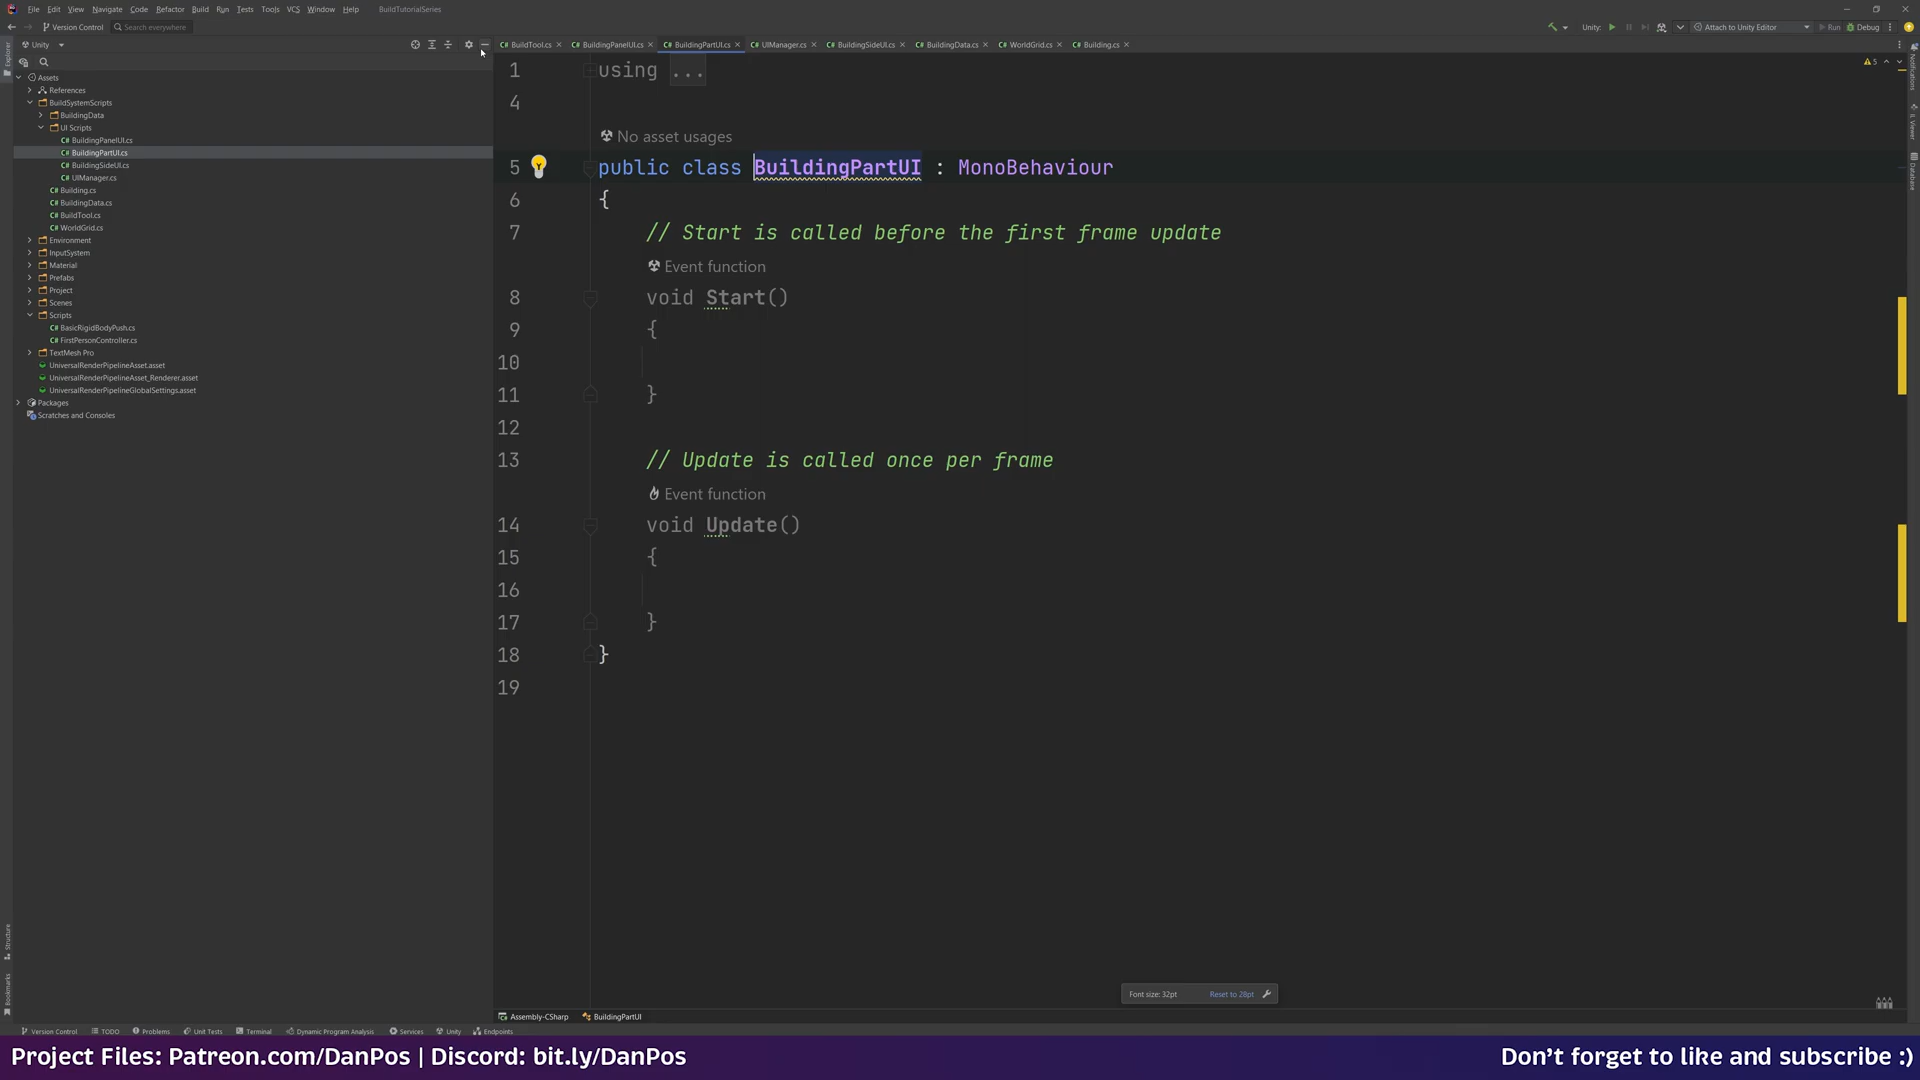 File Edit View Navigate Code Refactor Build Run Tests Tools VCS Window Help BuildTutorialSeries
Version Control Search everywhere Unity: Attach to Unity Editor Run Debug
Unity BuildTool.cs BuildingPanelUI.cs BuildingPartUI.cs UIManager.cs BuildingSideUI.cs BuildingData.cs WorldGrid.cs Building.cs
Explorer
Notifications
IL Viewer
Database
Structure
Bookmarks
Assets
References
BuildSystemScripts
BuildingData
UI Scripts
C# BuildingPanelUI.cs
C# BuildingPartUI.cs
C# BuildingSideUI.cs
C# UIManager.cs
C# Building.cs
C# BuildingData.cs
C# BuildTool.cs
C# WorldGrid.cs
Environment
InputSystem
Material
Prefabs
Project
Scenes
Scripts
C# BasicRigidBodyPush.cs
C# FirstPersonController.cs
TextMesh Pro
UniversalRenderPipelineAsset.asset
UniversalRenderPipelineAsset_Renderer.asset
UniversalRenderPipelineGlobalSettings.asset
Packages
Scratches and Consoles
5
1 using ...
4
No asset usages
5 public class BuildingPartUI : MonoBehaviour
6 {
7 // Start is called before the first frame update
Event function
8 void Start()
9 {
10
11 }
12
13 // Update is called once per frame
Event function
14 void Update()
15 {
16
17 }
18 }
19
Font size: 32pt Reset to 28pt
Assembly-CSharp BuildingPartUI
Version Control TODO Problems Unit Tests Terminal Dynamic Program Analysis Services Unity Endpoints
Project Files: Patreon.com/DanPos | Discord: bit.ly/DanPos Don't forget to like and subscribe :)